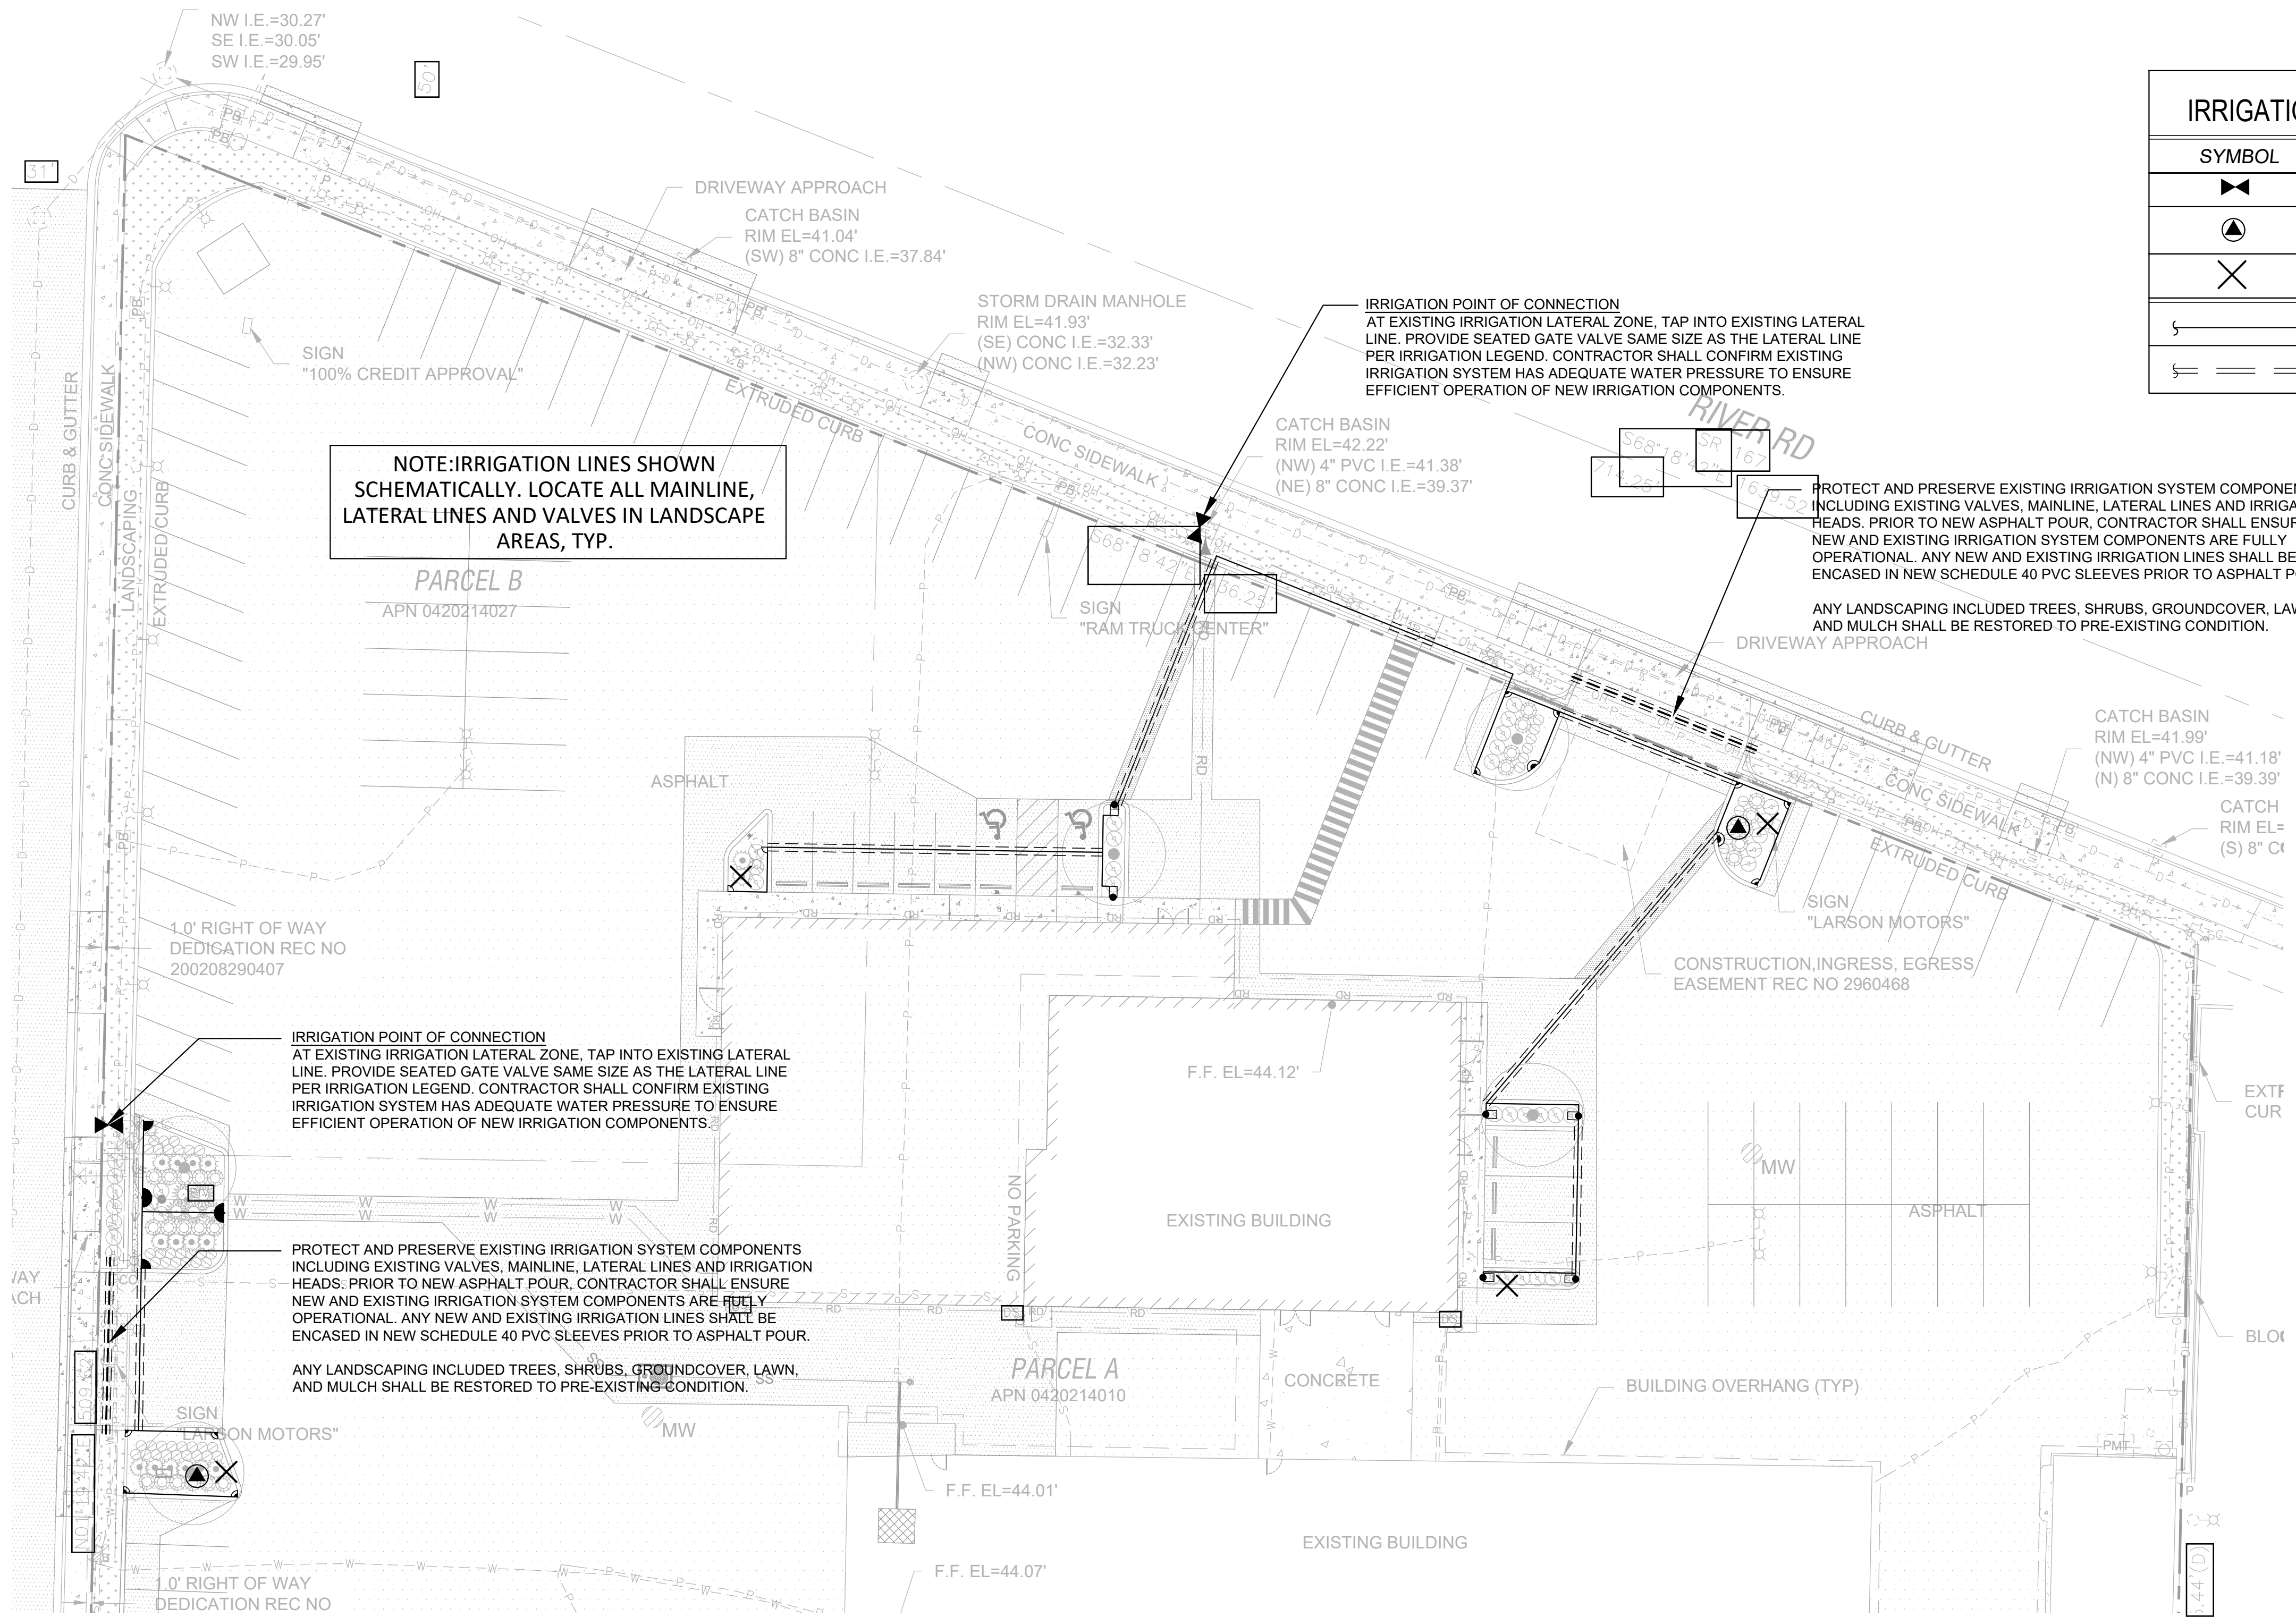 NW I.E.=30.27'
SE I.E.=30.05'
SW I.E.=29.95'
50'
31'
IRRIGATIO
SYMBOL
DRIVEWAY APPROACH
CATCH BASIN
RIM EL=41.04'
(SW) 8" CONC I.E.=37.84'
STORM DRAIN MANHOLE
RIM EL=41.93'
(SE) CONC I.E.=32.33'
(NW) CONC I.E.=32.23'
IRRIGATION POINT OF CONNECTION
AT EXISTING IRRIGATION LATERAL ZONE, TAP INTO EXISTING LATERAL
LINE. PROVIDE SEATED GATE VALVE SAME SIZE AS THE LATERAL LINE
PER IRRIGATION LEGEND. CONTRACTOR SHALL CONFIRM EXISTING
IRRIGATION SYSTEM HAS ADEQUATE WATER PRESSURE TO ENSURE
EFFICIENT OPERATION OF NEW IRRIGATION COMPONENTS.
SIGN
"100% CREDIT APPROVAL"
EXTRUDED CURB
CONC SIDEWALK
CATCH BASIN
RIM EL=42.22'
(NW) 4" PVC I.E.=41.38'
(NE) 8" CONC I.E.=39.37'
RIVER RD
SR 167
S68°18'42"E
714.25'
1639.52
CURB & GUTTER
CONC SIDEWALK
LANDSCAPING
EXTRUDED CURB
NOTE:IRRIGATION LINES SHOWN
SCHEMATICALLY. LOCATE ALL MAINLINE,
LATERAL LINES AND VALVES IN LANDSCAPE
AREAS, TYP.
PROTECT AND PRESERVE EXISTING IRRIGATION SYSTEM COMPONEN
INCLUDING EXISTING VALVES, MAINLINE, LATERAL LINES AND IRRIGA
HEADS. PRIOR TO NEW ASPHALT POUR, CONTRACTOR SHALL ENSUR
NEW AND EXISTING IRRIGATION SYSTEM COMPONENTS ARE FULLY
OPERATIONAL. ANY NEW AND EXISTING IRRIGATION LINES SHALL BE
ENCASED IN NEW SCHEDULE 40 PVC SLEEVES PRIOR TO ASPHALT P
ANY LANDSCAPING INCLUDED TREES, SHRUBS, GROUNDCOVER, LAW
AND MULCH SHALL BE RESTORED TO PRE-EXISTING CONDITION.
PARCEL B
APN 0420214027
S68°18'42"E
SIGN
"RAM TRUCK CENTER"
DRIVEWAY APPROACH
CURB & GUTTER
CATCH BASIN
RIM EL=41.99'
(NW) 4" PVC I.E.=41.18'
(N) 8" CONC I.E.=39.39'
CATCH
RIM EL=
(S) 8"
ASPHALT
CONC SIDEWALK
EXTRUDED CURB
SIGN
"LARSON MOTORS"
1.0' RIGHT OF WAY
DEDICATION REC NO
200208290407
CONSTRUCTION,INGRESS, EGRESS
EASEMENT REC NO 2960468
IRRIGATION POINT OF CONNECTION
AT EXISTING IRRIGATION LATERAL ZONE, TAP INTO EXISTING LATERAL
LINE. PROVIDE SEATED GATE VALVE SAME SIZE AS THE LATERAL LINE
PER IRRIGATION LEGEND. CONTRACTOR SHALL CONFIRM EXISTING
IRRIGATION SYSTEM HAS ADEQUATE WATER PRESSURE TO ENSURE
EFFICIENT OPERATION OF NEW IRRIGATION COMPONENTS.
F.F. EL=44.12'
CUR
MW
NO PARKING
EXISTING BUILDING
ASPHALT
PROTECT AND PRESERVE EXISTING IRRIGATION SYSTEM COMPONENTS
INCLUDING EXISTING VALVES, MAINLINE, LATERAL LINES AND IRRIGATION
HEADS. PRIOR TO NEW ASPHALT POUR, CONTRACTOR SHALL ENSURE
NEW AND EXISTING IRRIGATION SYSTEM COMPONENTS ARE FULLY
OPERATIONAL. ANY NEW AND EXISTING IRRIGATION LINES SHALL BE
ENCASED IN NEW SCHEDULE 40 PVC SLEEVES PRIOR TO ASPHALT POUR.
ANY LANDSCAPING INCLUDED TREES, SHRUBS, GROUNDCOVER, LAWN,
AND MULCH SHALL BE RESTORED TO PRE-EXISTING CONDITION.
PARCEL A
APN 0420214010
CONCRETE
BUILDING OVERHANG (TYP)
SIGN
"LARSON MOTORS"
MW
PMT
F.F. EL=44.01'
EXISTING BUILDING
F.F. EL=44.07'
1.0' RIGHT OF WAY
DEDICATION REC NO